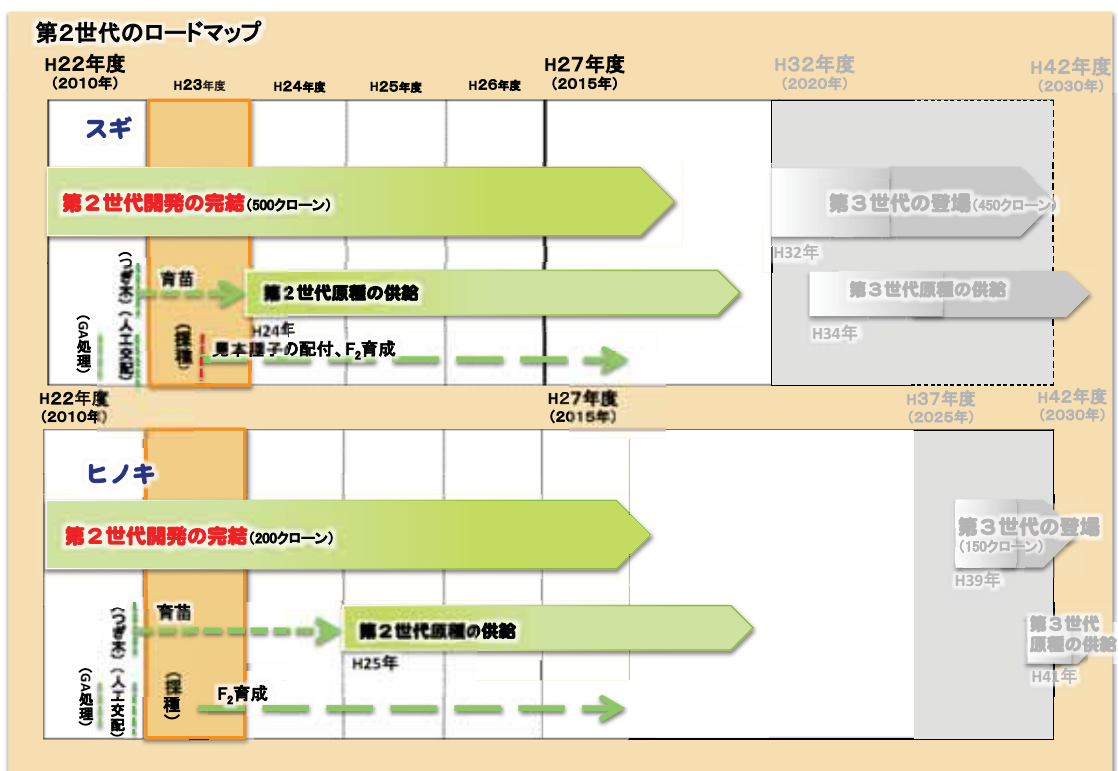 第2世代のロードマップ
H22年度
(2010年)
H23年度
H24年度
H25年度
H26年度
H27年度
(2015年)
H32年度
(2020年)
H42年度
(2030年)
スギ
第2世代開発の完結(500クローン)
第3世代の登場(450クローン)
H32年
(つぎ木)
育苗
第2世代原種の供給
H24年
第3世代原種の供給
H34年
(GA処理)
(人工交配)
(採種)
見本種子の配付、F₂育成
H22年度
(2010年)
H27年度
(2015年)
H37年度
(2025年)
H42年度
(2030年)
ヒノキ
第2世代開発の完結(200クローン)
第3世代の登場
(150クローン)
H39年
(つぎ木)
育苗
第2世代原種の供給
H25年
第3世代
原種の供給
H41年
(GA処理)
(人工交配)
(採種)
F₂育成